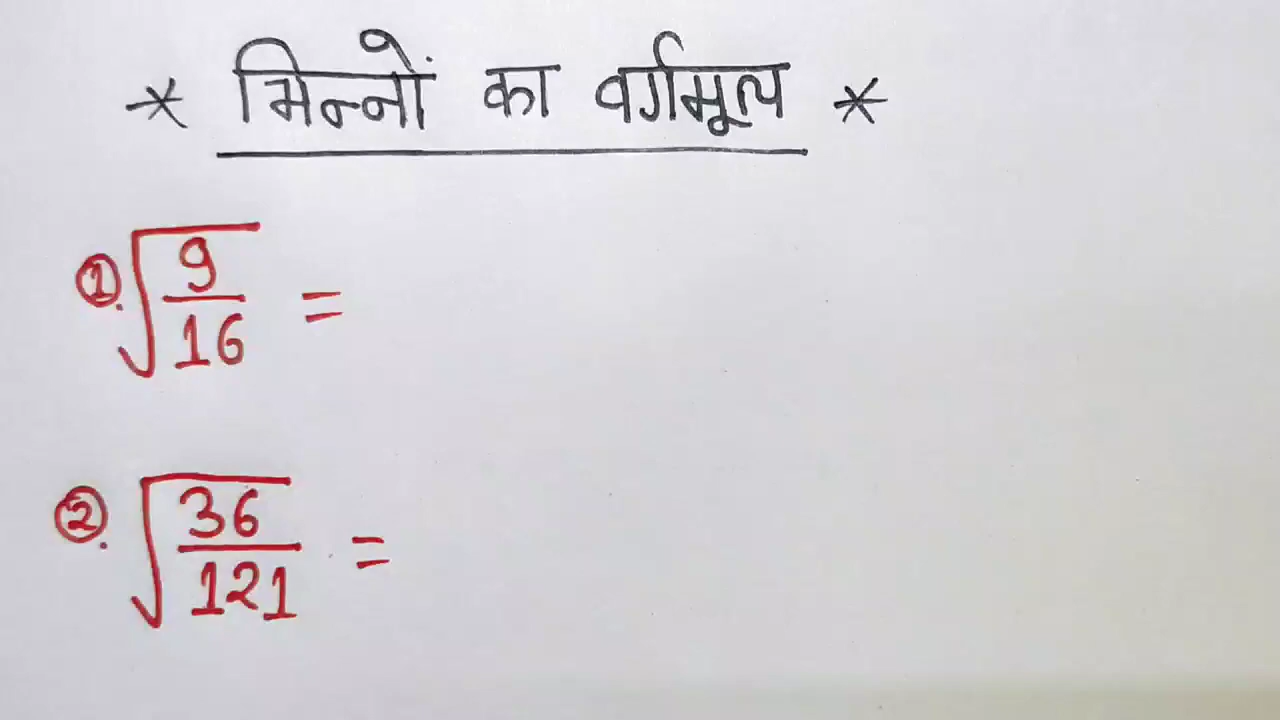 * भिन्नों का वर्गमूल *
①. √9/16 =
②. √36/121 =